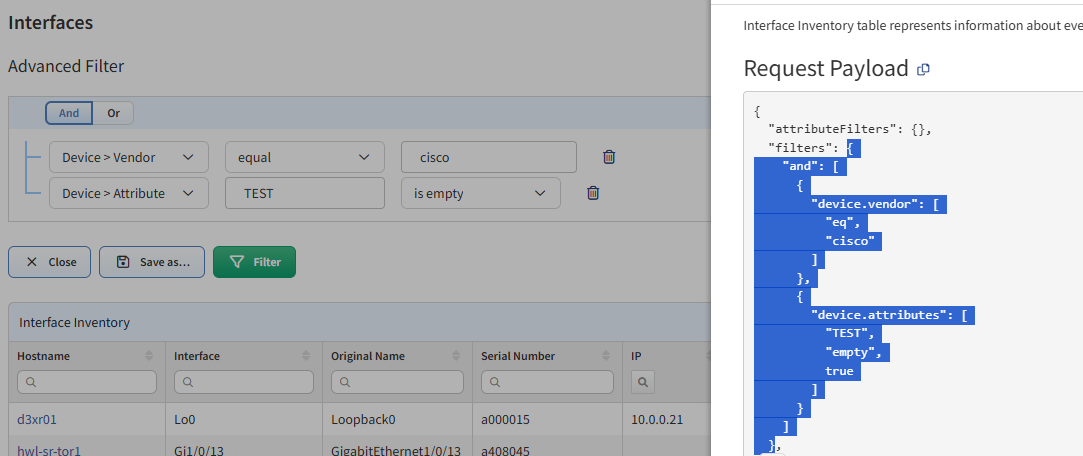 Interfaces
Advanced Filter
And Or
Device > Vendor equal cisco
Device > Attribute TEST is empty
Close Save as... Filter
Interface Inventory
Hostname Interface Original Name Serial Number IP
d3xr01 Lo0 Loopback0 a000015 10.0.0.21
hwl-sr-tor1 Gi1/0/13 GigabitEthernet1/0/13 a408045
Interface Inventory table represents information about eve
Request Payload
{
"attributeFilters": {},
"filters": {
"and": [
{
"device.vendor": [
"eq",
"cisco"
]
},
{
"device.attributes": [
"TEST",
"empty",
true
]
}
]
},